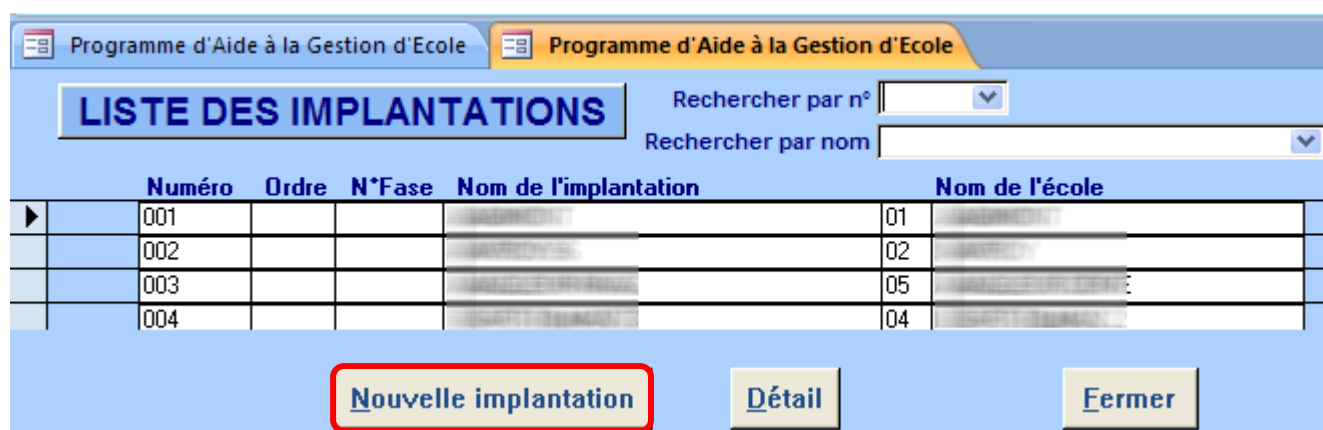 Programme d'Aide à la Gestion d'Ecole Programme d'Aide à la Gestion d'Ecole
LISTE DES IMPLANTATIONS Rechercher par nº
Rechercher par nom
Numéro Ordre N°Fase Nom de l'implantation Nom de l'école
001 01
002 02
003 05
004 04
Nouvelle implantation Détail Fermer